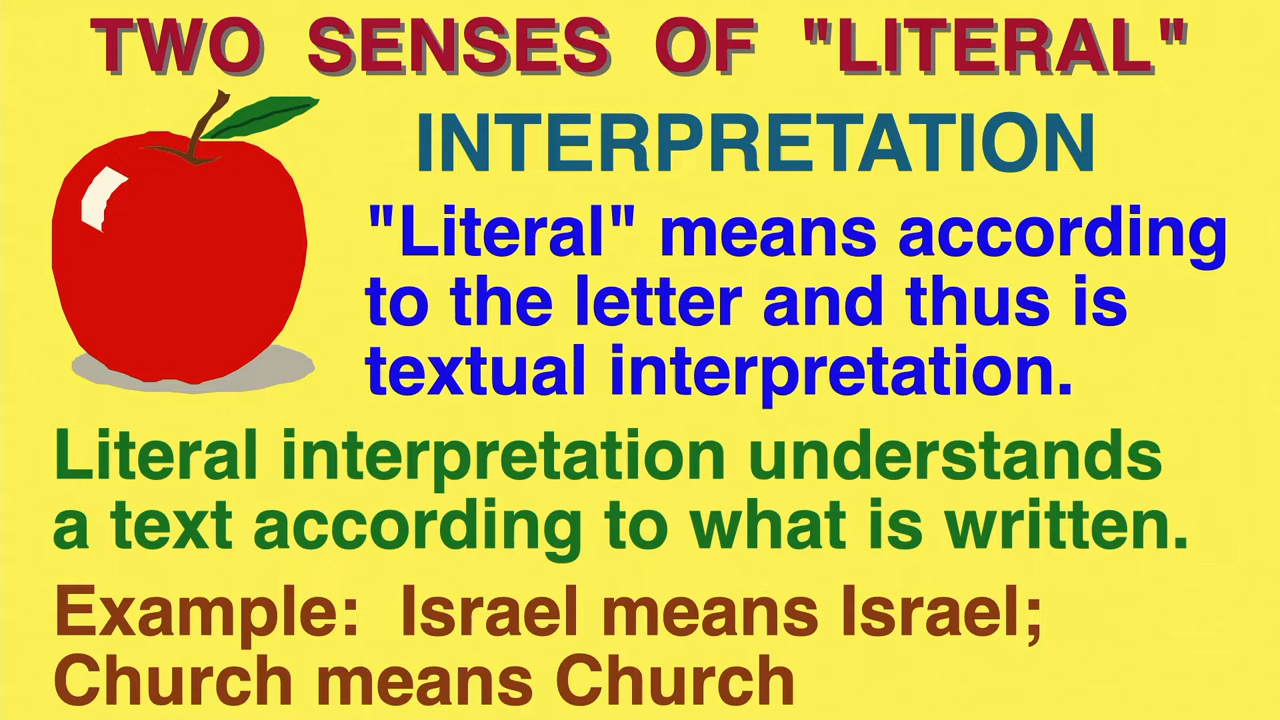 TWO SENSES OF "LITERAL"
INTERPRETATION
"Literal" means according
to the letter and thus is
textual interpretation.
Literal interpretation understands
a text according to what is written.
Example: Israel means Israel;
Church means Church